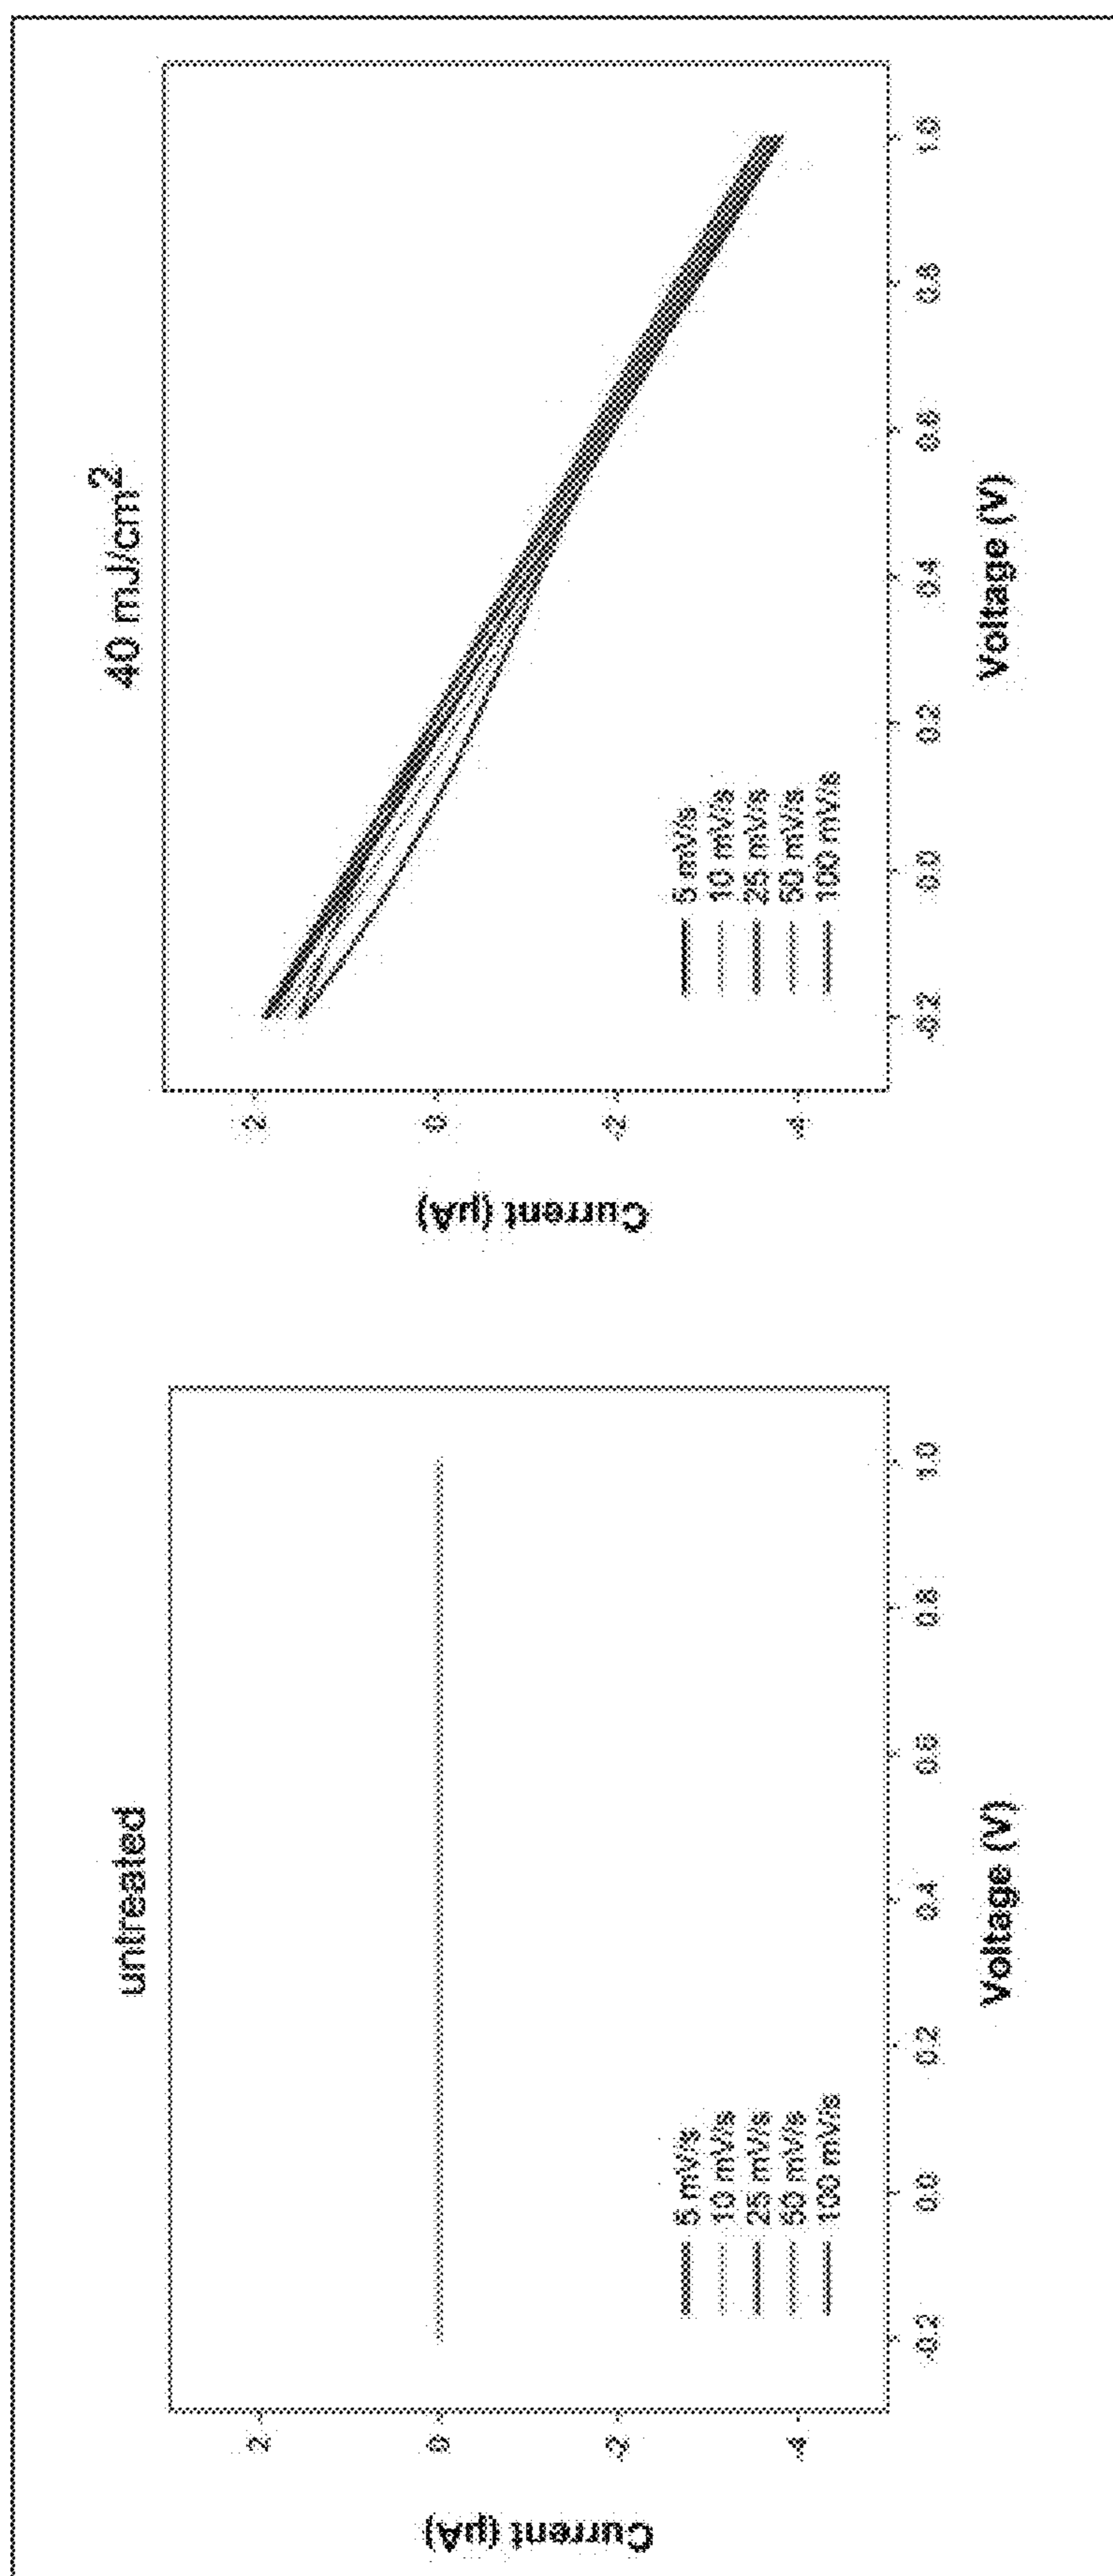 untreated
Current (µA)
2
0
-2
-4
5 mV/s
10 mV/s
25 mV/s
50 mV/s
100 mV/s
-0.2
0.0
0.2
0.4
0.6
0.8
1.0
Voltage (V)
40 mJ/cm²
Current (µA)
2
0
-2
-4
5 mV/s
10 mV/s
25 mV/s
50 mV/s
100 mV/s
-0.2
0.0
0.2
0.4
0.6
0.8
1.0
Voltage (V)